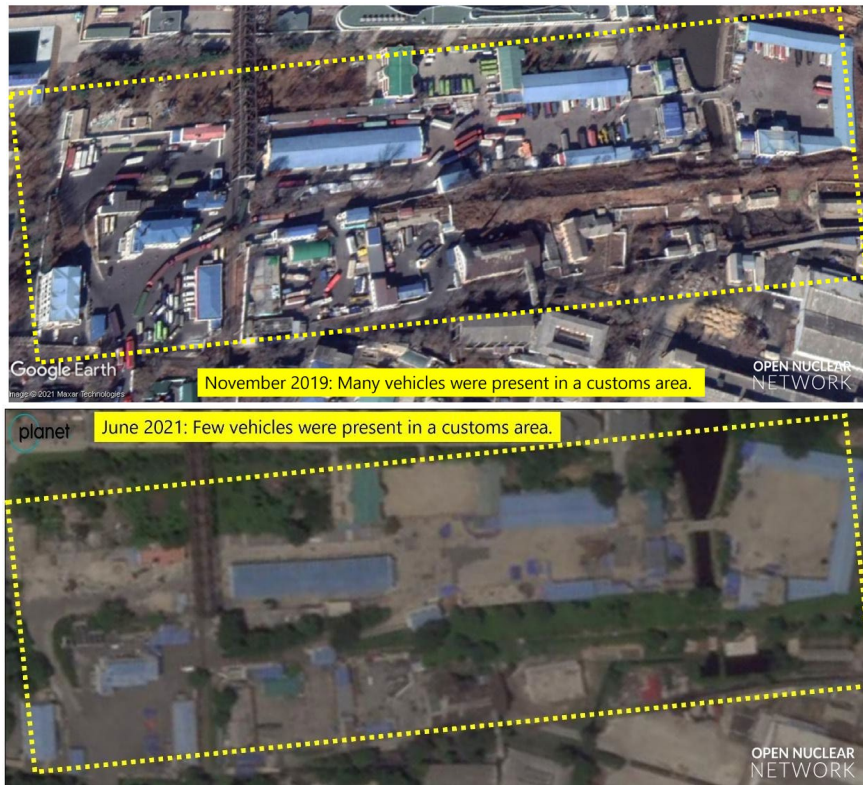 Google Earth
Image © 2021 Maxar Technologies
November 2019: Many vehicles were present in a customs area.
OPEN NUCLEAR
NETWORK
planet
June 2021: Few vehicles were present in a customs area.
OPEN NUCLEAR
NETWORK